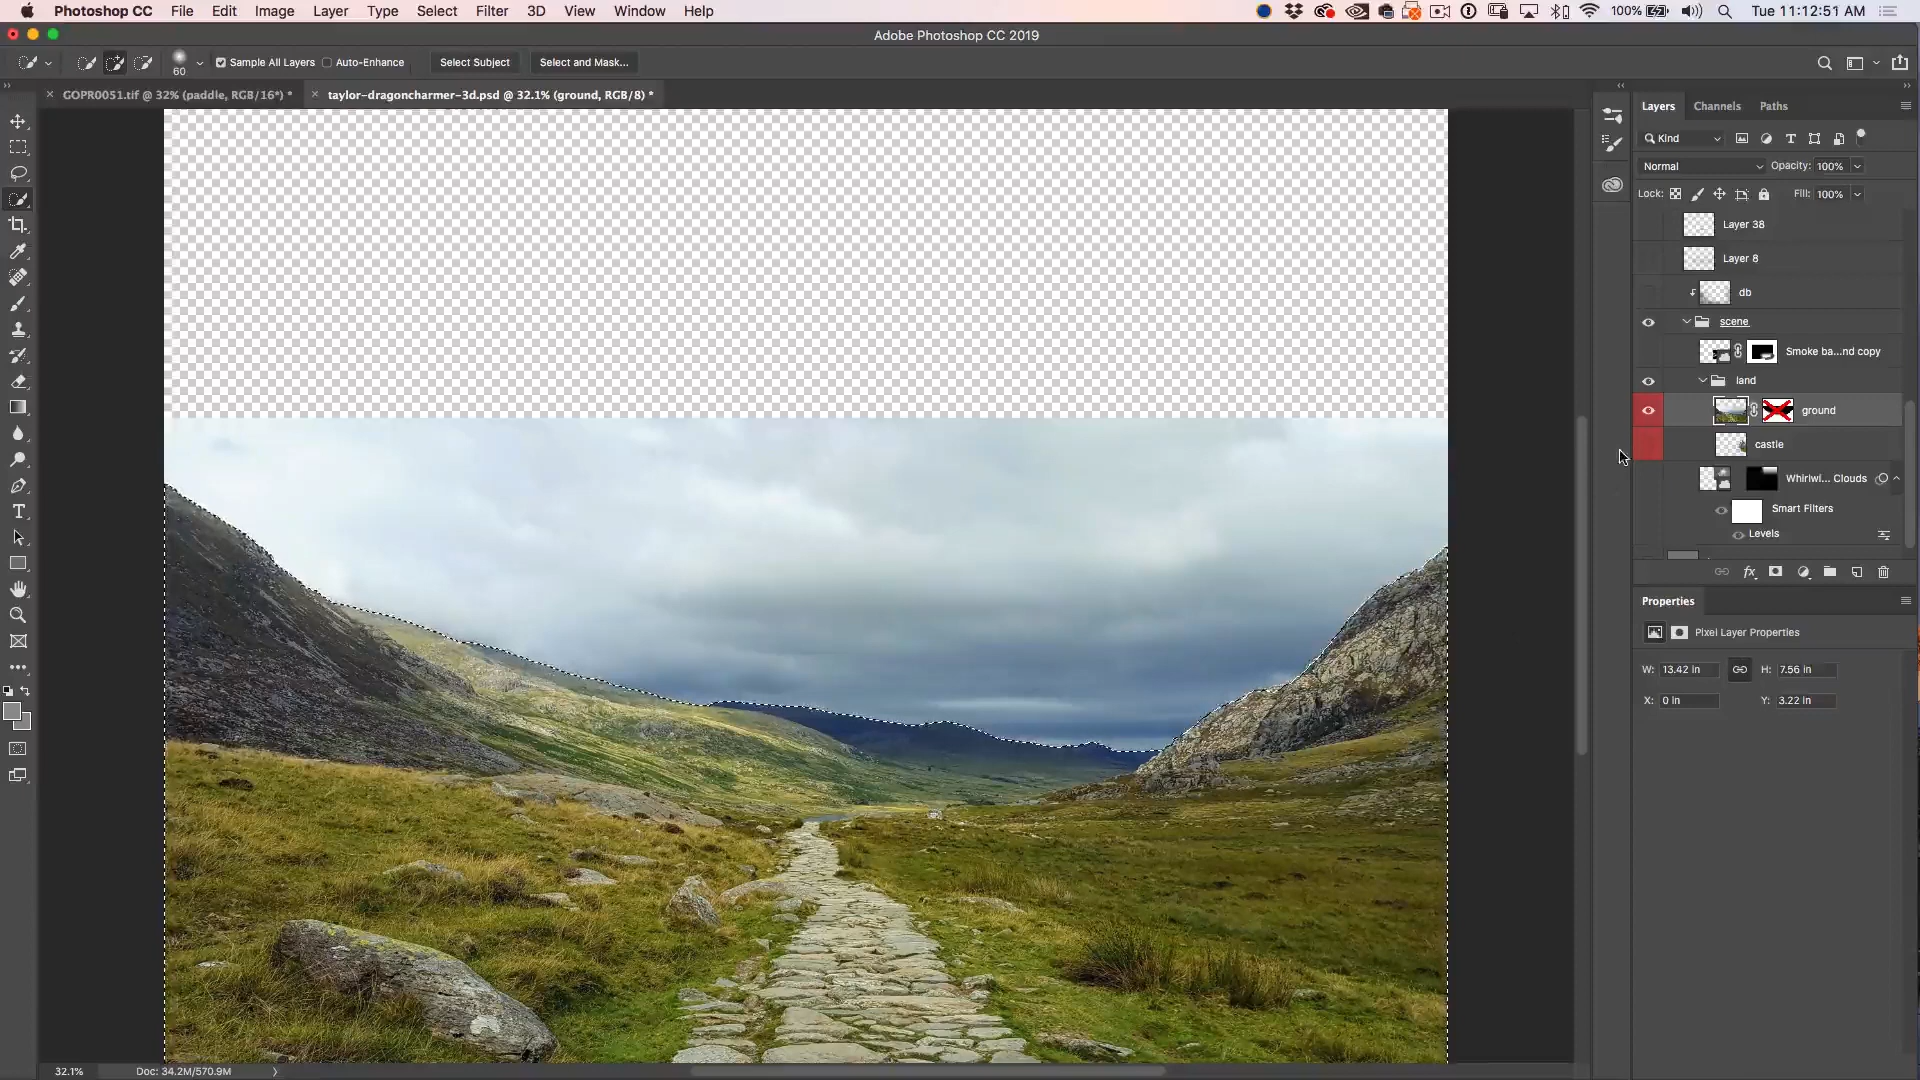 Photoshop CC File Edit Image Layer Type Select Filter 3D View Window Help 100% Tue 11:12:51 AM
Adobe Photoshop CC 2019
60 Sample All Layers Auto-Enhance Select Subject Select and Mask...
GOPR0051.tif @ 32% (paddle, RGB/16*) * taylor-dragoncharmer-3d.psd @ 32.1% (ground, RGB/8) *
Layers Channels Paths
Kind
Normal Opacity: 100%
Lock: Fill: 100%
Layer 38
Layer 8
db
scene
Smoke ba...nd copy
land
ground
castle
Whirlwi... Clouds
Smart Filters
Levels
Properties
Pixel Layer Properties
W: 13.42 in H: 7.56 in
X: 0 in Y: 3.22 in
32.1% Doc: 34.2M/570.9M